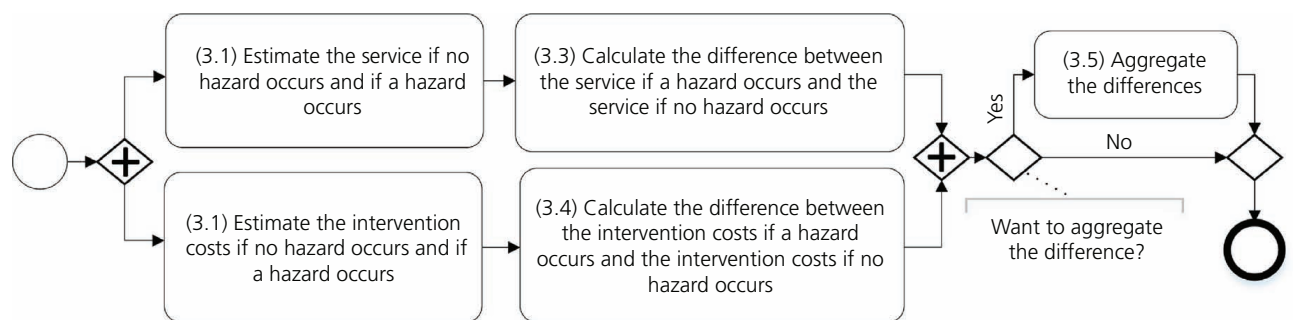 (3.1) Estimate the service if no
hazard occurs and if a hazard
occurs
(3.3) Calculate the difference between
the service if a hazard occurs and the
service if no hazard occurs
Yes
(3.5) Aggregate
the differences
No
(3.1) Estimate the intervention
costs if no hazard occurs and if
a hazard occurs
(3.4) Calculate the difference between
the intervention costs if a hazard
occurs and the intervention costs if no
hazard occurs
Want to aggregate
the difference?